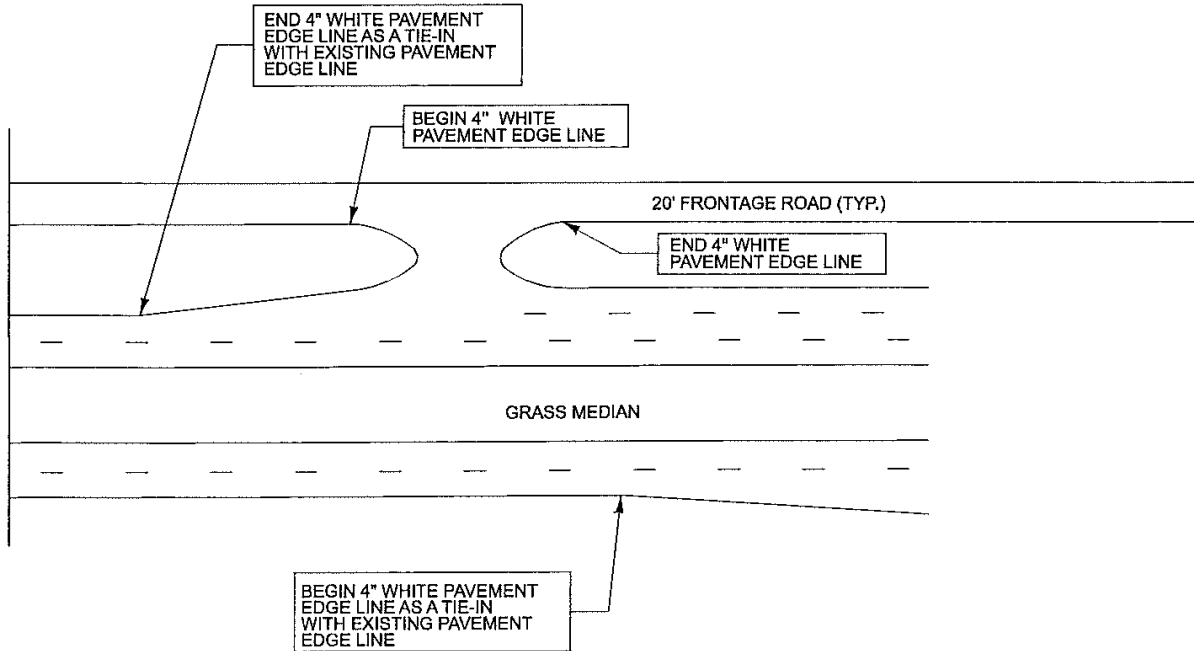 END 4" WHITE PAVEMENT
EDGE LINE AS A TIE-IN
WITH EXISTING PAVEMENT
EDGE LINE
BEGIN 4" WHITE
PAVEMENT EDGE LINE
20' FRONTAGE ROAD (TYP.)
END 4" WHITE
PAVEMENT EDGE LINE
GRASS MEDIAN
BEGIN 4" WHITE PAVEMENT
EDGE LINE AS A TIE-IN
WITH EXISTING PAVEMENT
EDGE LINE